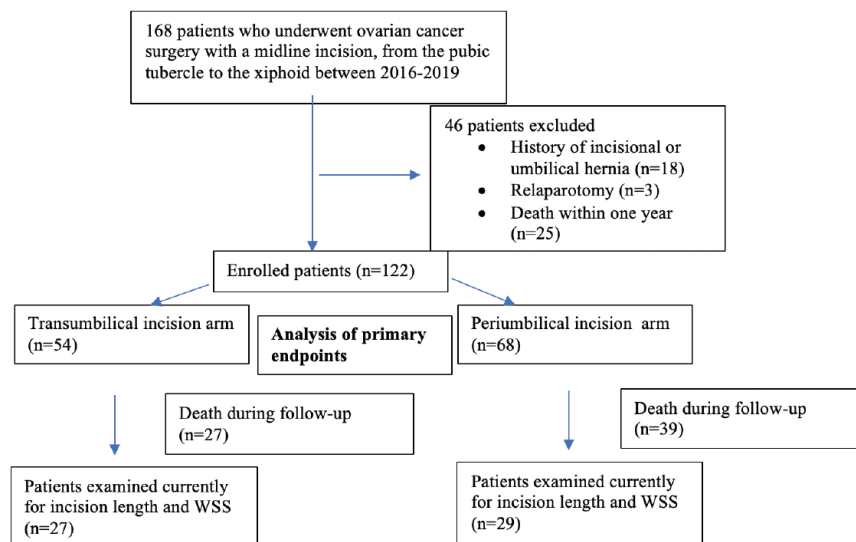 168 patients who underwent ovarian cancer
surgery with a midline incision, from the
pubic
tubercle to the xiphoid between 2016-2019
46 patients excluded
• History of incisional or
umbilical hernia (n=18)
• Relaparotomy (n=3)
• Death within one year
(n=25)
Enrolled patients (n=122)
Transumbilical incision arm
(n=54)
Analysis of primary
endpoints
Periumbilical incision arm
(n=68)
Death during follow-up
(n=27)
Death during follow-up
(n=39)
Patients examined currently
for incision length and WSS
(n=27)
Patients examined currently
for incision length and WSS
(n=29)